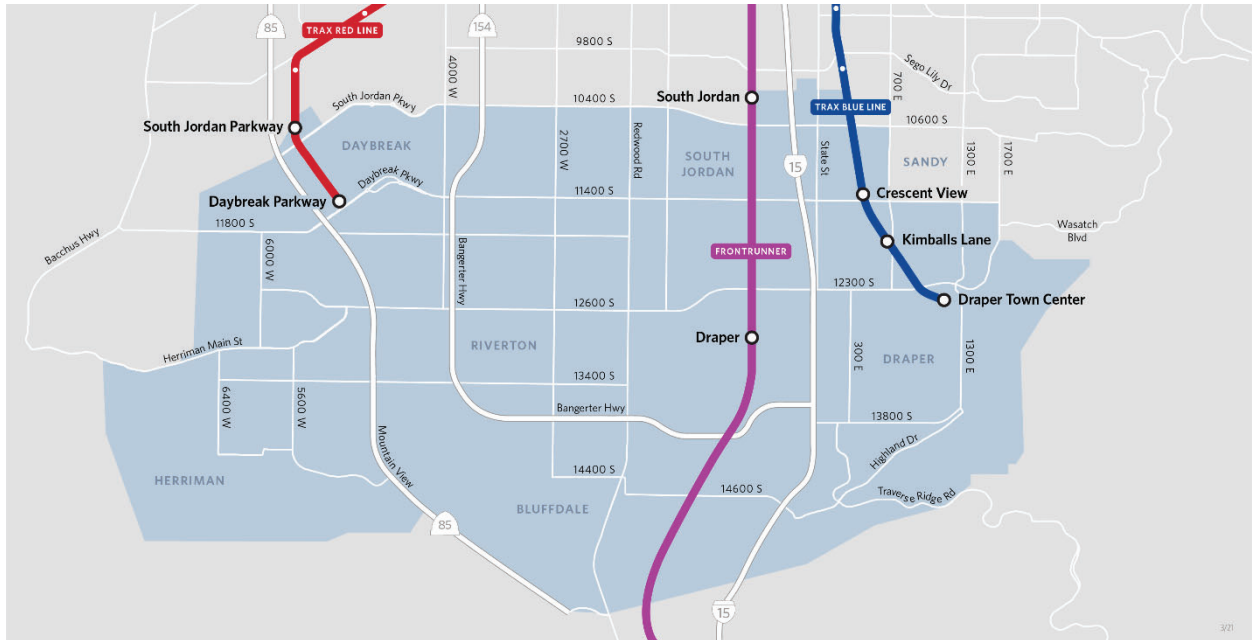 85
TRAX RED LINE
154
9800 S
4000 W
Sego Lily Dr
700 E
South Jordan Pkwy
10400 S
South Jordan
TRAX BLUE LINE
10600 S
South Jordan Parkway
DAYBREAK
2700 W
Redwood Rd
SOUTH
JORDAN
15
State St
SANDY
1300 E
1700 E
Daybreak Pkwy
Daybreak Parkway
11400 S
Crescent View
11800 S
Bacchus Hwy
6000 W
Bangerter Hwy
FRONTRUNNER
Kimballs Lane
Wasatch
Blvd
12300 S
12600 S
Draper Town Center
Herriman Main St
RIVERTON
Draper
300 E
DRAPER
1300 E
6400 W
5600 W
13400 S
Bangerter Hwy
13800 S
Mountain View
Highland Dr
HERRIMAN
14400 S
14600 S
Traverse Ridge Rd
BLUFFDALE
85
15
3/21